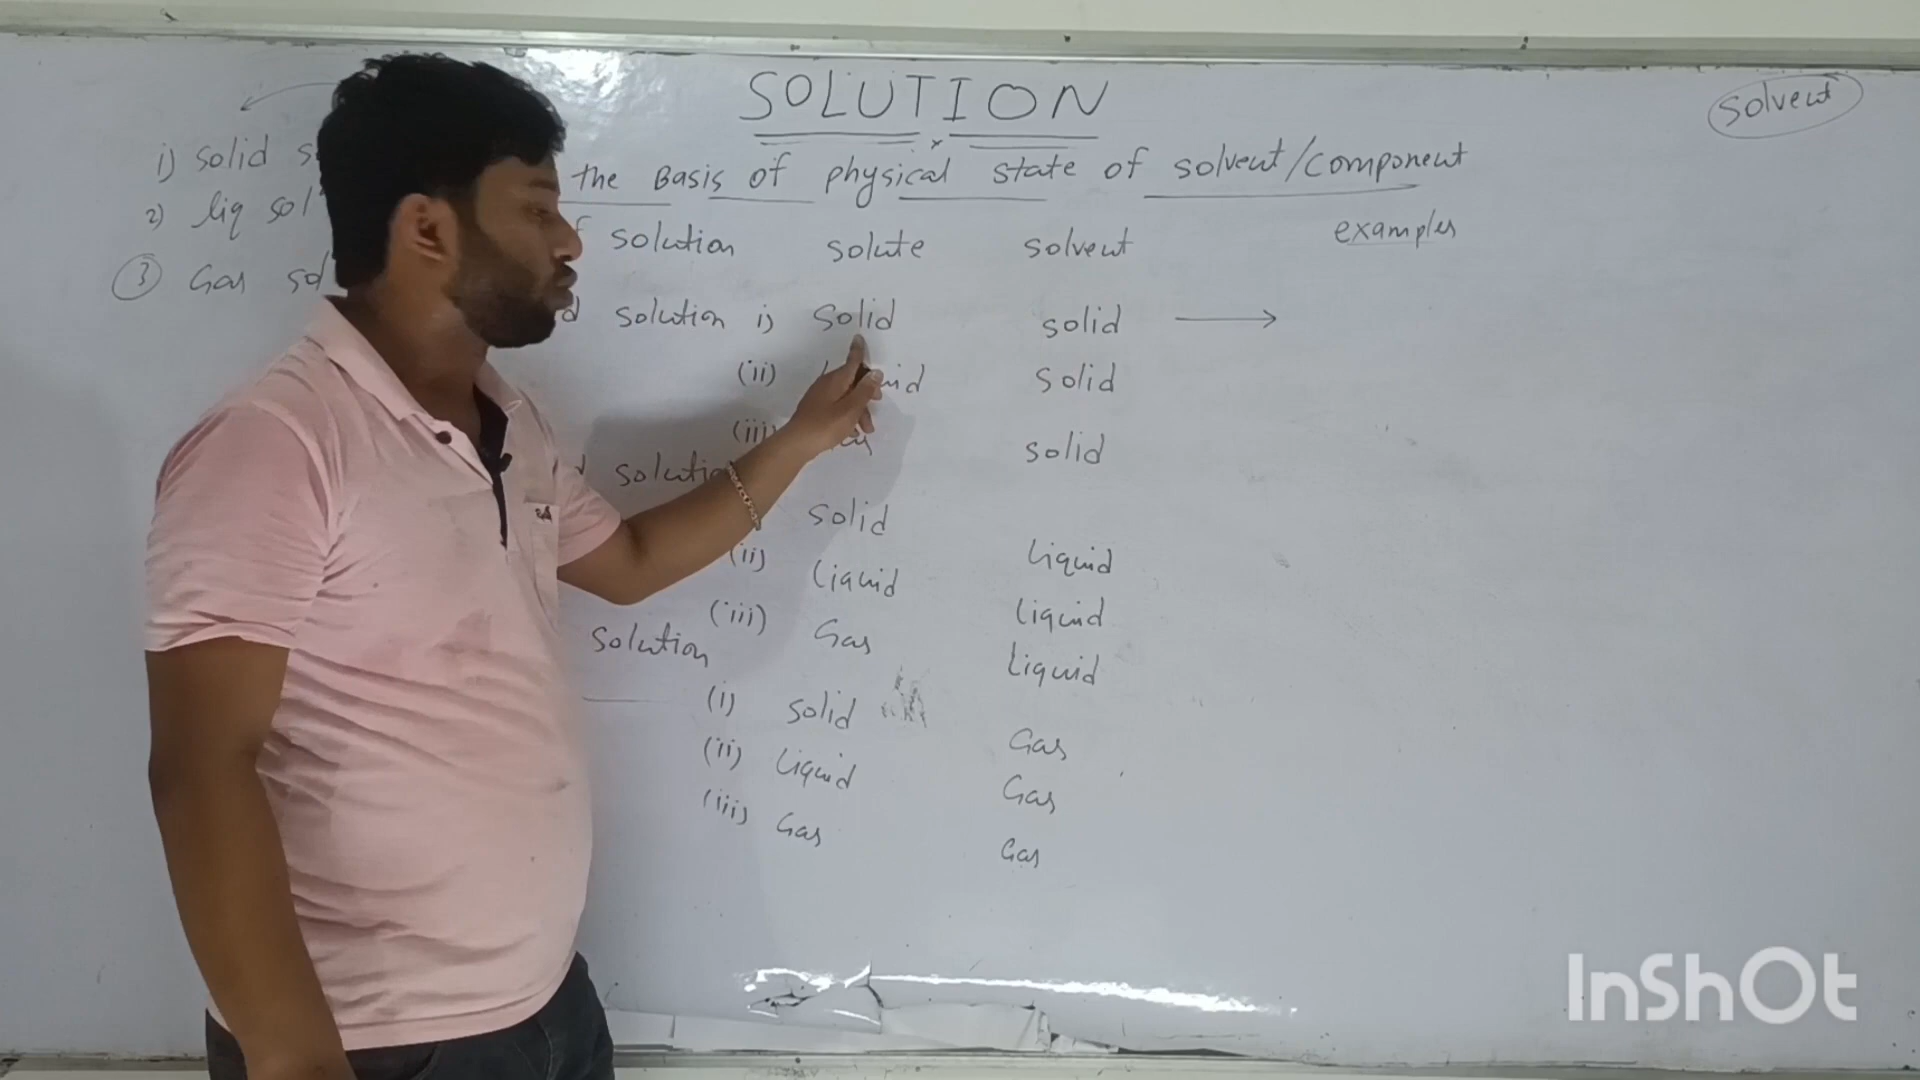 SOLUTION
solvent
i) solid
the Basis of physical state of solvent/component
2) liq sol
solution solute solvent examples
3 Gas sol
solution i) Solid solid →
(ii) solid
(iii) solid
solution
solid
(ii) Liquid Liquid
(iii) Gas Liquid
solution Liquid
(i) solid Gas
(ii) Liquid Gas
(iii) Gas Gas
InShOt